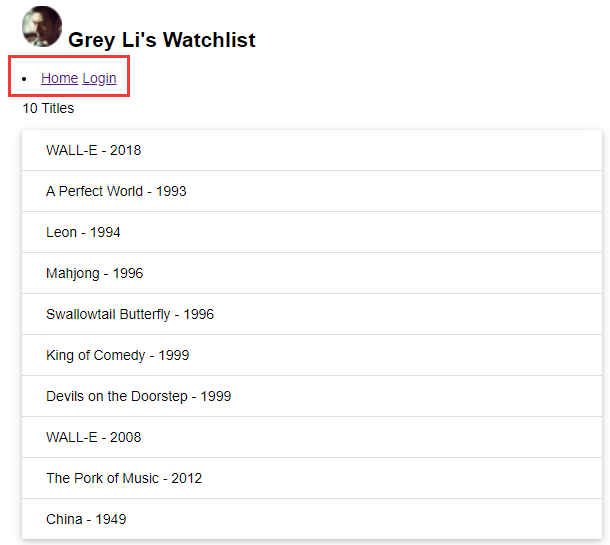 Grey Li's Watchlist
Home Login
10 Titles
WALL-E - 2018
A Perfect World - 1993
Leon - 1994
Mahjong - 1996
Swallowtail Butterfly - 1996
King of Comedy - 1999
Devils on the Doorstep - 1999
WALL-E - 2008
The Pork of Music - 2012
China - 1949